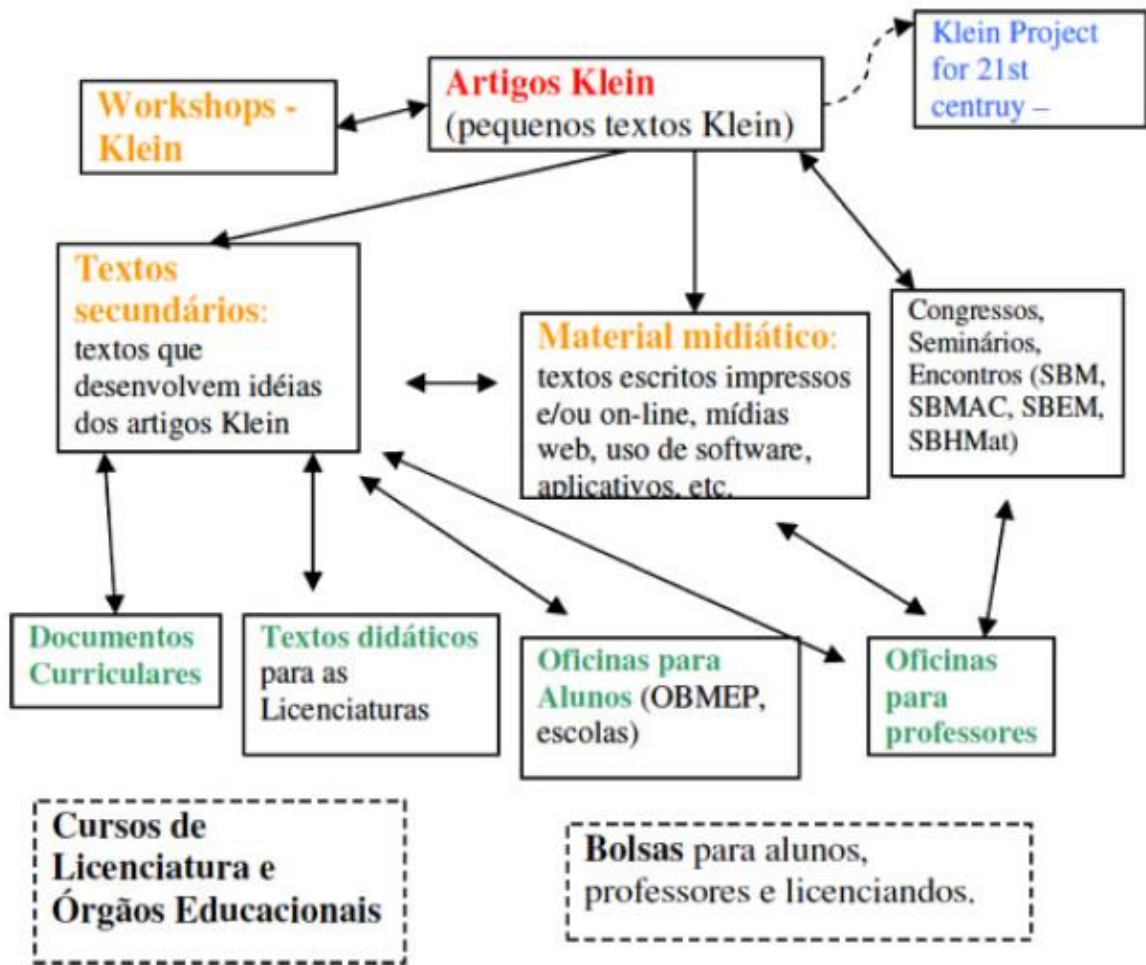 Klein Project
for 21st
centruy –
Workshops -
Klein
Artigos Klein
(pequenos textos Klein)
Textos
secundários:
textos que
desenvolvem idéias
dos artigos Klein
Material midiático:
textos escritos impressos
e/ou on-line, mídias
web, uso de software,
aplicativos, etc.
Congressos,
Seminários,
Encontros (SBM,
SBMAC, SBEM,
SBHMat)
Documentos
Curriculares
Textos didáticos
para as
Licenciaturas
Oficinas para
Alunos (OBMEP,
escolas)
Oficinas
para
professores
Cursos de
Licenciatura e
Órgãos Educacionais
Bolsas para alunos,
professores e licenciandos.